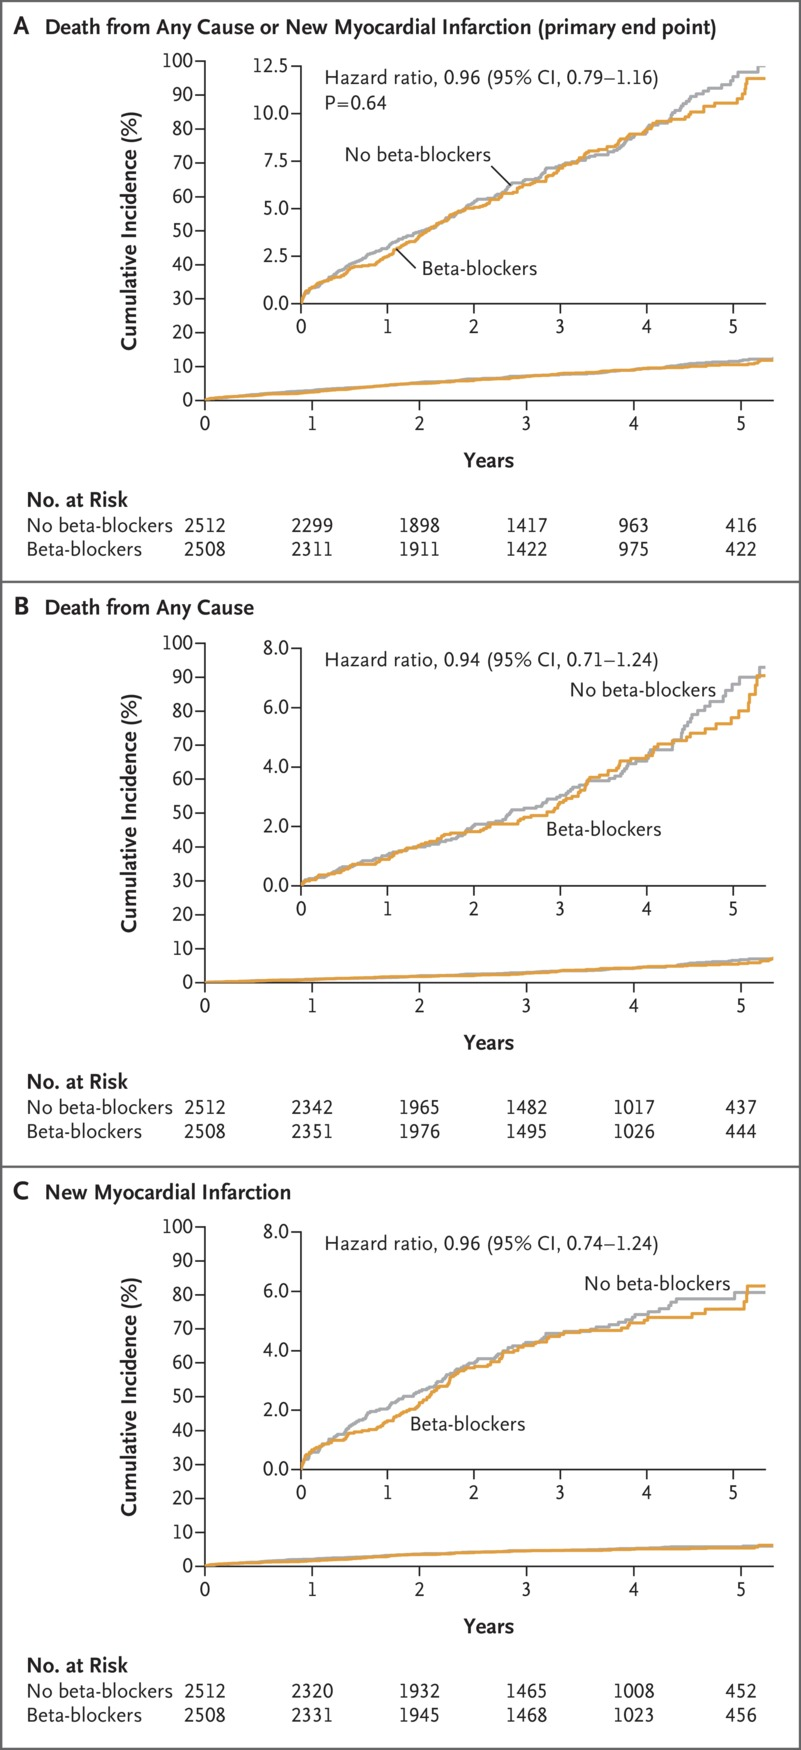 A Death from Any Cause or New Myocardial Infarction (primary end point)
Cumulative Incidence (%)
100
90
80
70
60
50
40
30
20
10
0
0 1 2 3 4 5
Years
12.5
10.0
7.5
5.0
2.5
0.0
0 1 2 3 4 5
Hazard ratio, 0.96 (95% CI, 0.79–1.16)
P=0.64
No beta-blockers
Beta-blockers
No. at Risk
No beta-blockers 2512 2299 1898 1417 963 416
Beta-blockers 2508 2311 1911 1422 975 422
B Death from Any Cause
Cumulative Incidence (%)
100
90
80
70
60
50
40
30
20
10
0
0 1 2 3 4 5
Years
8.0
6.0
4.0
2.0
0.0
0 1 2 3 4 5
Hazard ratio, 0.94 (95% CI, 0.71–1.24)
No beta-blockers
Beta-blockers
No. at Risk
No beta-blockers 2512 2342 1965 1482 1017 437
Beta-blockers 2508 2351 1976 1495 1026 444
C New Myocardial Infarction
Cumulative Incidence (%)
100
90
80
70
60
50
40
30
20
10
0
0 1 2 3 4 5
Years
8.0
6.0
4.0
2.0
0.0
0 1 2 3 4 5
Hazard ratio, 0.96 (95% CI, 0.74–1.24)
No beta-blockers
Beta-blockers
No. at Risk
No beta-blockers 2512 2320 1932 1465 1008 452
Beta-blockers 2508 2331 1945 1468 1023 456